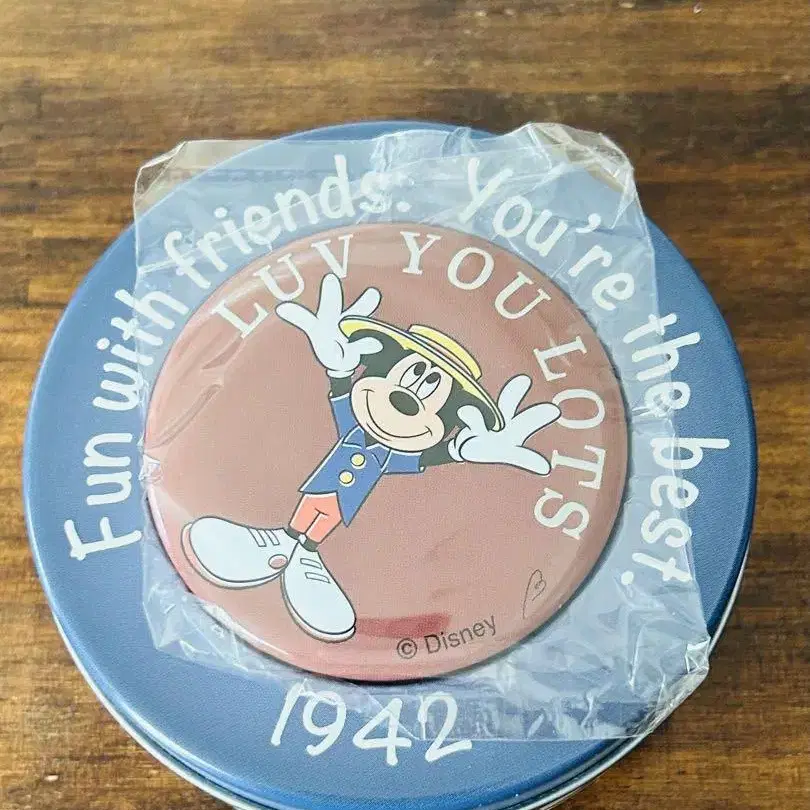 Fun with friends. You're the best.
LUV YOU LOTS
© Disney
1942